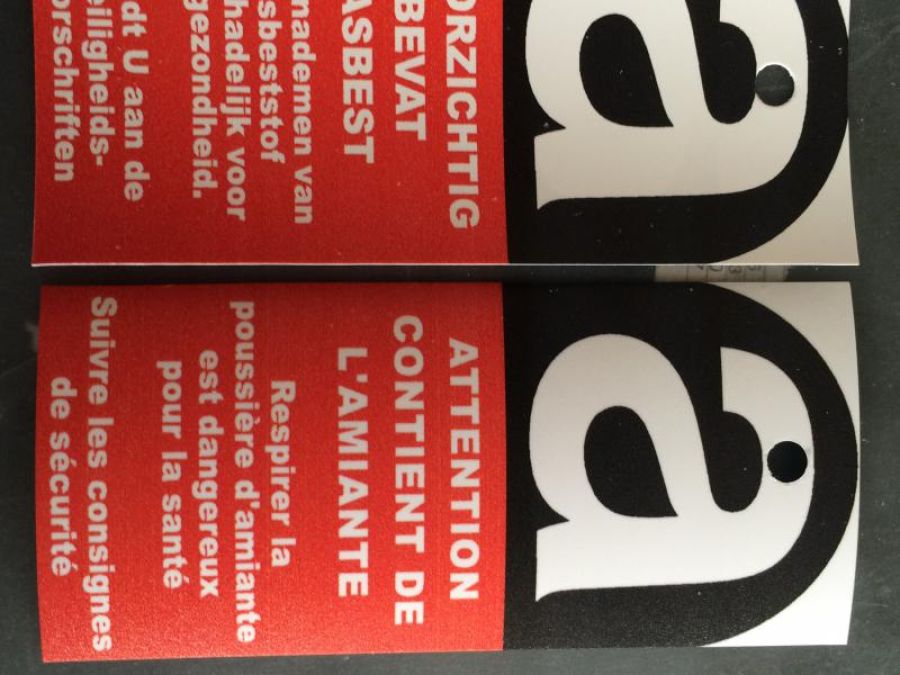 a
ORZICHTIG
BEVAT
ASBEST
nademen van
sbeststof
hadelijk voor
gezondheid.
dt U aan de
eiligheids-
orschriften
a
ATTENTION
CONTIENT DE
L'AMIANTE
Respirer la
poussière d'amiante
est dangereux
pour la santé
Suivre les consignes
de sécurité